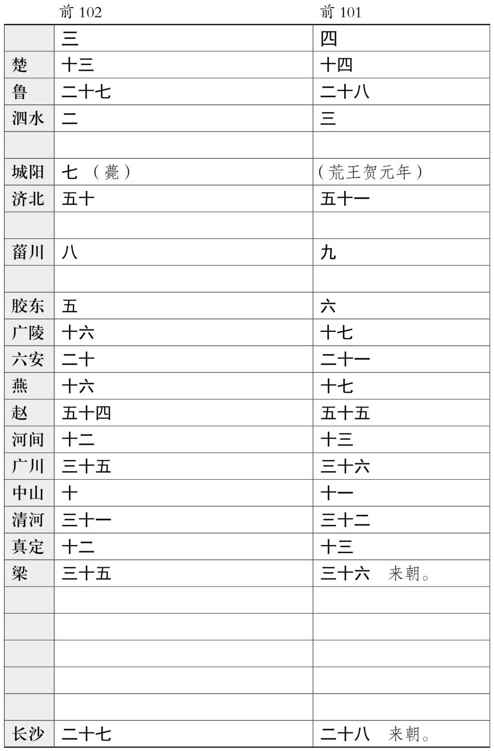 前 102 前 101
三 四
楚 十三 十四
鲁 二十七 二十八
泗水 二 三
城阳 七 （薨） （荒王贺元年）
济北 五十 五十一
菑川 八 九
胶东 五 六
广陵 十六 十七
六安 二十 二十一
燕 十六 十七
赵 五十四 五十五
河间 十二 十三
广川 三十五 三十六
中山 十 十一
清河 三十一 三十二
真定 十二 十三
梁 三十五 三十六 来朝。
长沙 二十七 二十八 来朝。